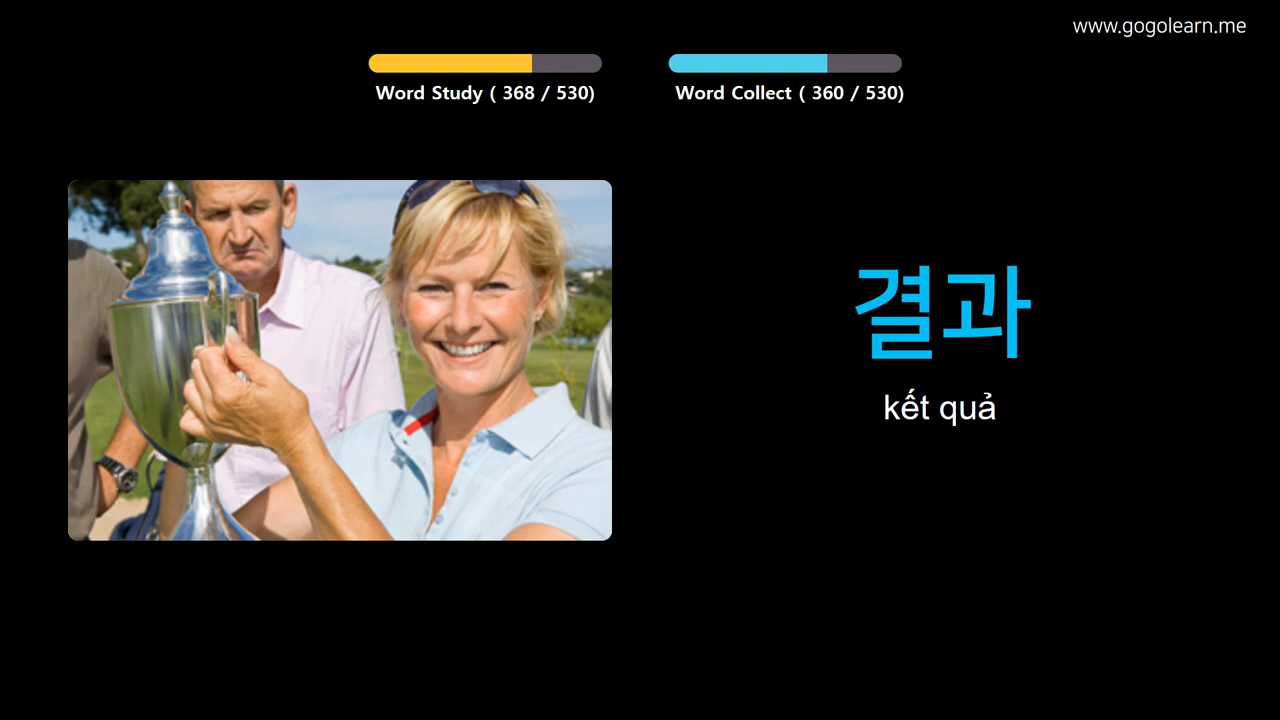 www.gogolearn.me
Word Study ( 368 / 530)
Word Collect ( 360 / 530)
결과
kết quả